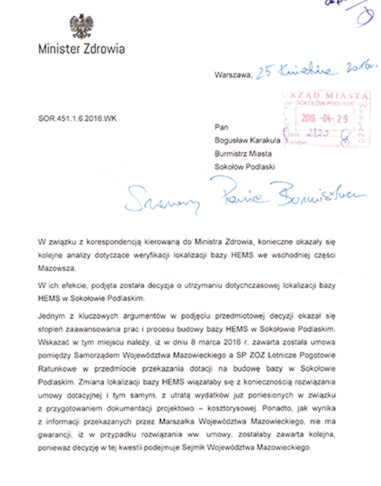 Minister Zdrowia
Warszawa, 25 kwietnia 2016r.
SOR.451.1.6.2016.WK
URZĄD MIASTA
SOKOŁÓW PODLASKI
2016 -04- 29
Pan
Bogusław Karakula
Burmistrz Miasta
Sokołów Podlaski
Szanowny Panie Burmistrzu
W związku z korespondencją kierowaną do Ministra Zdrowia, konieczne okazały się
kolejne analizy dotyczące weryfikacji lokalizacji bazy HEMS we wschodniej części
Mazowsza.
W ich efekcie, podjęta została decyzja o utrzymaniu dotychczasowej lokalizacji bazy
HEMS w Sokołowie Podlaskim.
Jednym z kluczowych argumentów w podjęciu przedmiotowej decyzji okazał się
stopień zaawansowania prac i procesu budowy bazy HEMS w Sokołowie Podlaskim.
Wskazać w tym miejscu należy, iż w dniu 8 marca 2016 r. zawarta została umowa
pomiędzy Samorządem Województwa Mazowieckiego a SP ZOZ Lotnicze Pogotowie
Ratunkowe w przedmiocie przekazania dotacji na budowę bazy w Sokołowie
Podlaskim. Zmiana lokalizacji bazy HEMS wiązałaby się z koniecznością rozwiązania
umowy dotacyjnej i tym samym, z utratą wydatków już poniesionych w związku z
przygotowaniem dokumentacji projektowo – kosztorysowej. Ponadto, jak wynika
z informacji przekazanych przez Marszałka Województwa Mazowieckiego, nie ma
gwarancji, iż w przypadku rozwiązania ww. umowy, zostałaby zawarta kolejna,
ponieważ decyzję w tej kwestii podejmuje Sejmik Województwa Mazowieckiego.